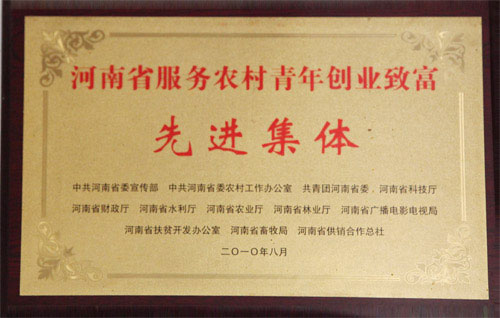 河南省服务农村青年创业致富
先进集体
中共河南省委宣传部 中共河南省委农村工作办公室 共青团河南省委 河南省科技厅
河南省财政厅 河南省水利厅 河南省农业厅 河南省林业厅 河南省广播电影电视局
河南省扶贫开发办公室 河南省畜牧局 河南省供销合作总社
二〇一〇年八月